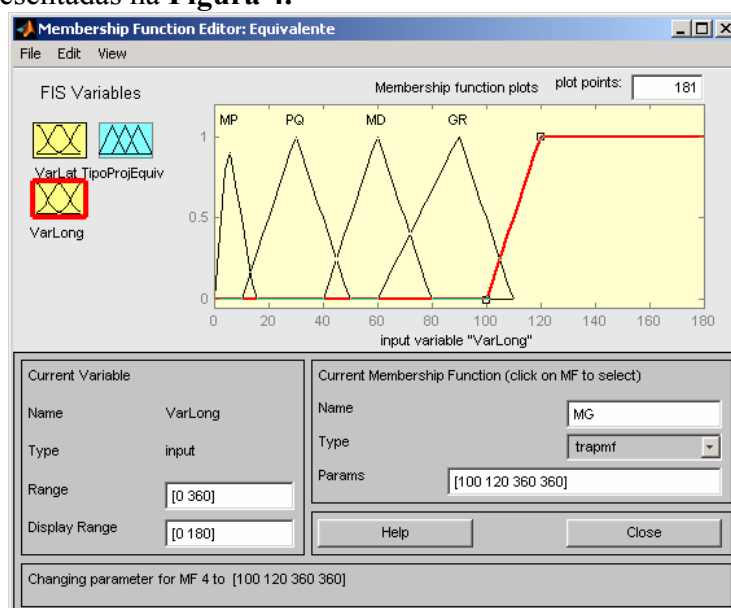 esentadas na Figura 4.
Membership Function Editor: Equivalente
File Edit View
FIS Variables
Membership function plots plot points: 181
MP PQ MD GR
1
0.5
0
0 20 40 60 80 100 120 140 160 180
input variable "VarLong"
VarLat TipoProjEquiv
VarLong
Current Variable
Name VarLong
Type input
Range [0 360]
Display Range [0 180]
Current Membership Function (click on MF to select)
Name MG
Type trapmf
Params [100 120 360 360]
Help Close
Changing parameter for MF 4 to [100 120 360 360]